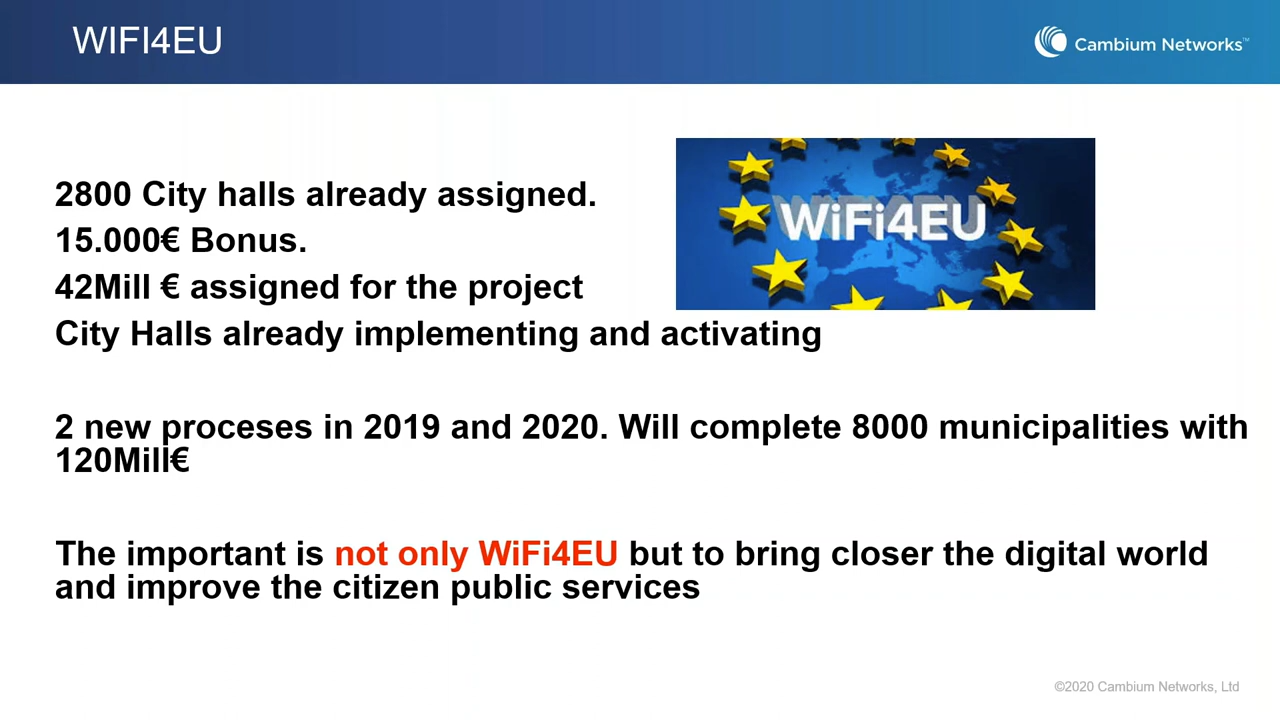 WIFI4EU
Cambium Networks™
2800 City halls already assigned.
15.000€ Bonus.
42Mill € assigned for the project
City Halls already implementing and activating
WiFi4EU
2 new proceses in 2019 and 2020. Will complete 8000 municipalities with
120Mill€
The important is not only WiFi4EU but to bring closer the digital world
and improve the citizen public services
©2020 Cambium Networks, Ltd